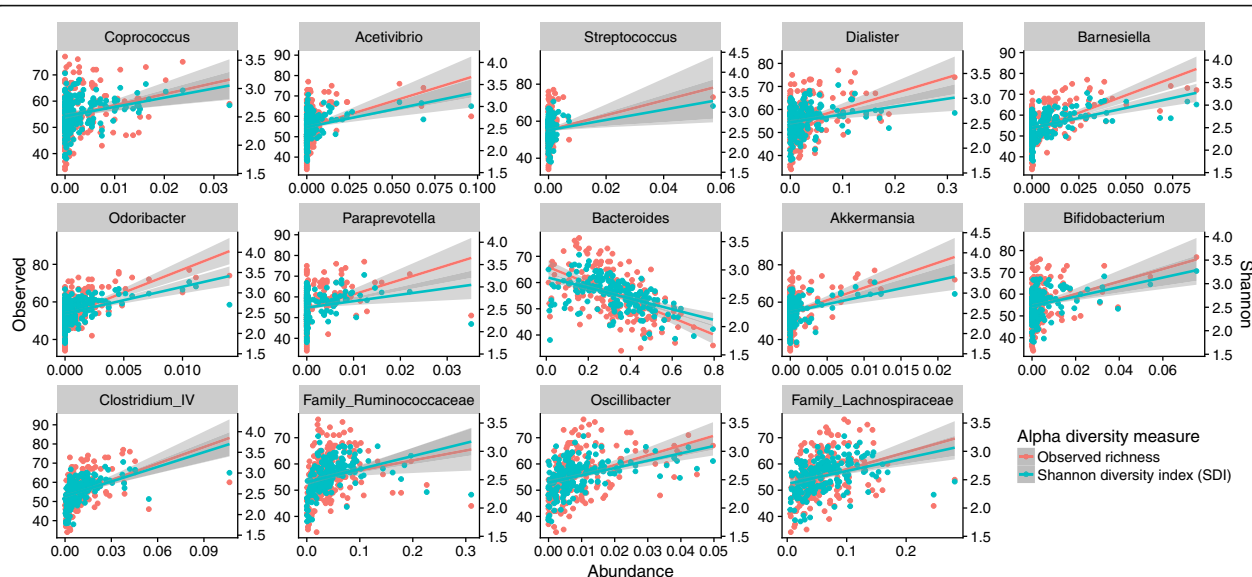 Coprococcus Acetivibrio Streptococcus Dialister Barnesiella
70 60 50 40 3.5 3.0 2.5 2.0 1.5 0.00 0.01 0.02 0.03
90 80 70 60 50 40 4.0 3.5 3.0 2.5 2.0 1.5 0.000 0.025 0.050 0.075 0.100
80 60 40 4.5 4.0 3.5 3.0 2.5 2.0 1.5 0.00 0.02 0.04 0.06
80 70 60 50 40 3.5 3.0 2.5 2.0 1.5 0.0 0.1 0.2 0.3
90 80 70 60 50 40 4.0 3.5 3.0 2.5 2.0 1.5 0.000 0.025 0.050 0.075
Odoribacter Paraprevotella Bacteroides Akkermansia Bifidobacterium
80 60 40 4.0 3.5 3.0 2.5 2.0 1.5 0.000 0.005 0.010
90 80 70 60 50 40 4.0 3.5 3.0 2.5 2.0 1.5 0.00 0.01 0.02 0.03
70 60 50 40 3.5 3.0 2.5 2.0 1.5 0.0 0.2 0.4 0.6 0.8
80 60 40 4.5 4.0 3.5 3.0 2.5 2.0 1.5 0.000 0.005 0.010 0.015 0.020
80 70 60 50 40 4.0 3.5 3.0 2.5 2.0 1.5 0.00 0.02 0.04 0.06
Observed
Shannon
Clostridium_IV Family_Ruminococcaceae Oscillibacter Family_Lachnospiraceae
90 80 70 60 50 40 4.0 3.5 3.0 2.5 2.0 1.5 0.00 0.03 0.06 0.09
70 60 50 40 3.5 3.0 2.5 2.0 1.5 0.0 0.1 0.2 0.3
70 60 50 40 3.5 3.0 2.5 2.0 1.5 0.00 0.01 0.02 0.03 0.04 0.05
70 60 50 40 3.5 3.0 2.5 2.0 1.5 0.0 0.1 0.2
Alpha diversity measure
Observed richness
Shannon diversity index (SDI)
Abundance